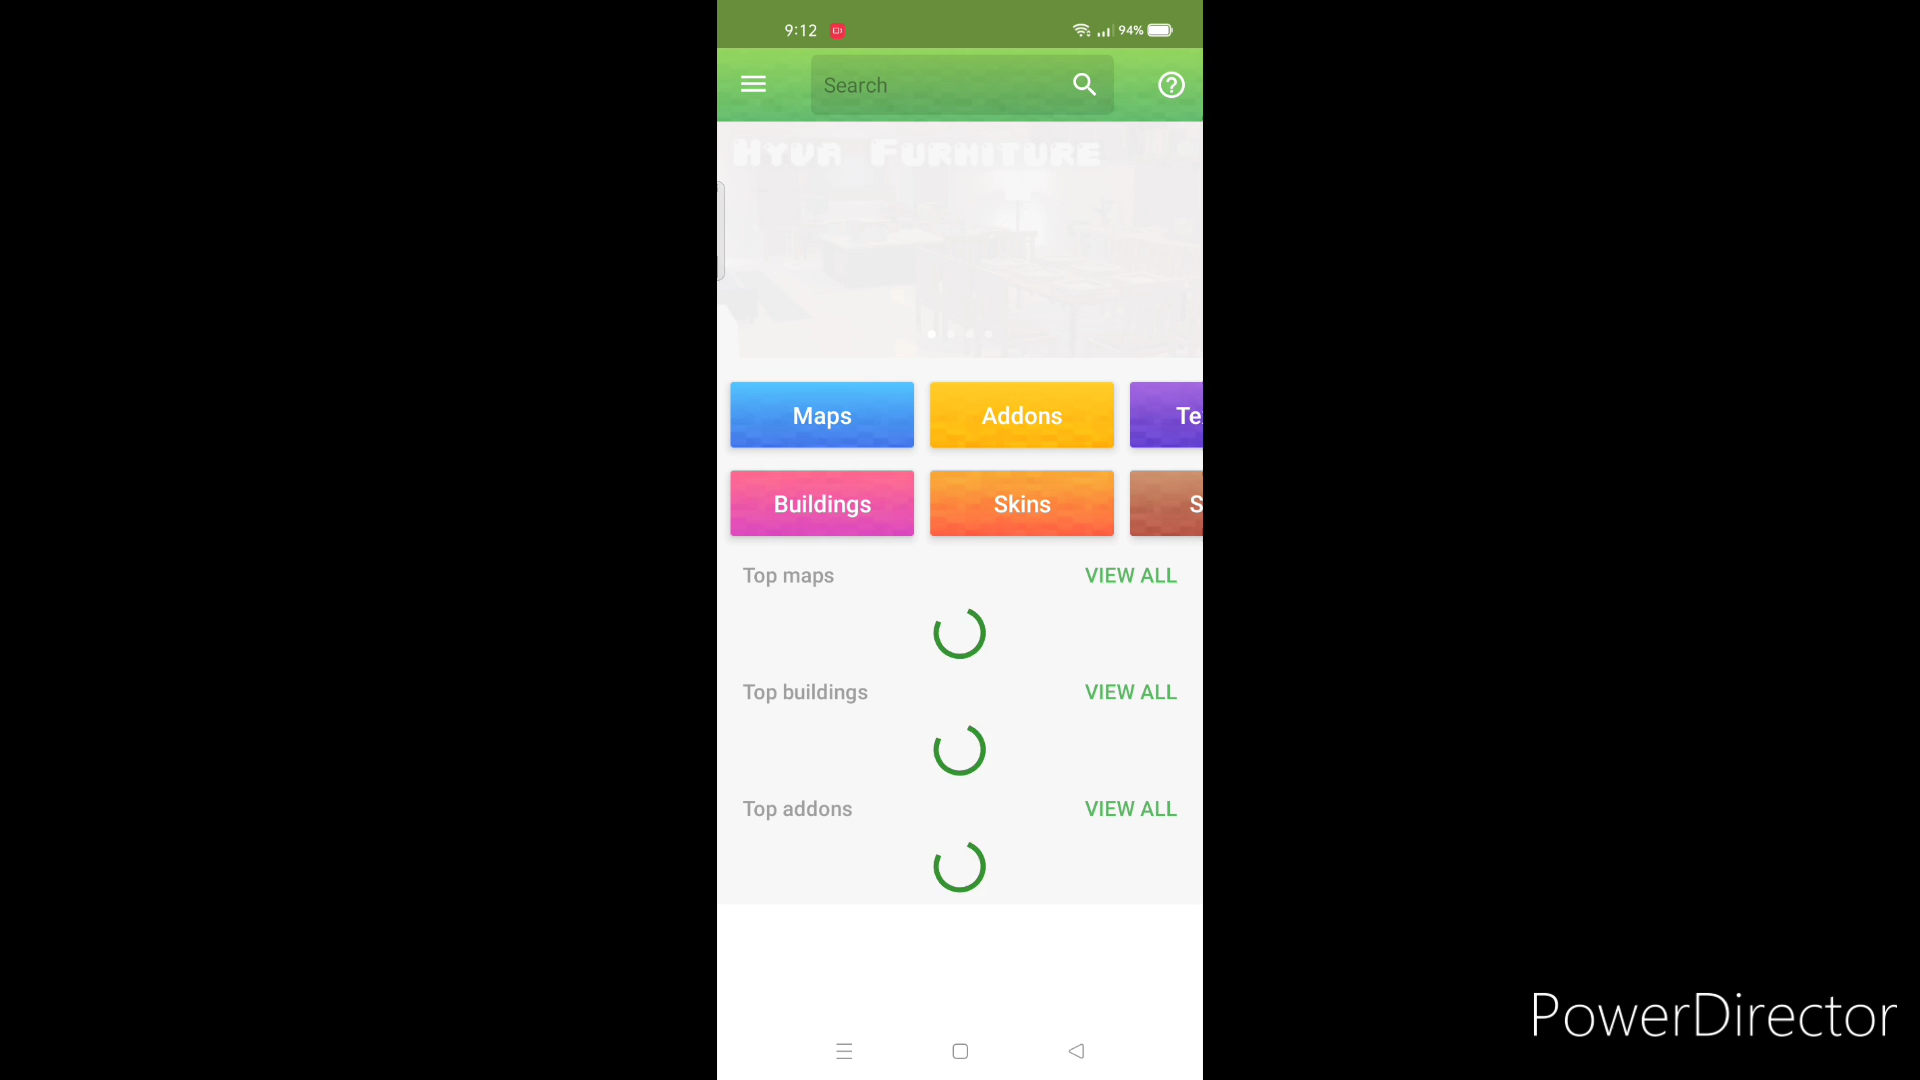 9:12
94%
Search
Hyva Furniture
Maps
Addons
Te
Buildings
Skins
S
Top maps
VIEW ALL
Top buildings
VIEW ALL
Top addons
VIEW ALL
PowerDirector